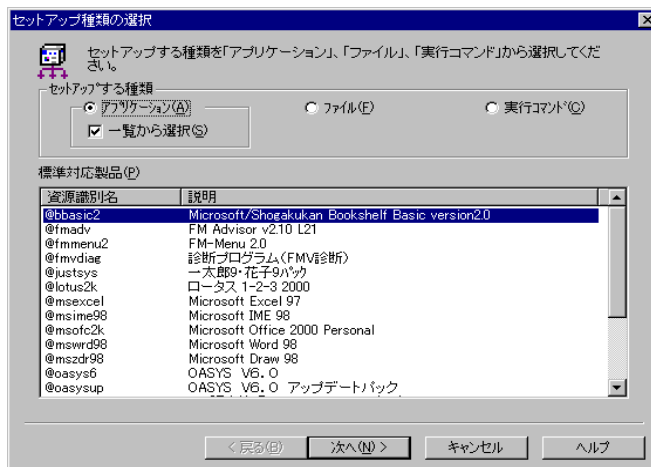 セットアップ種類の選択
セットアップする種類を「アプリケーション」、「ファイル」、「実行コマンド」から選択してくだ
さい。
セットアップする種類
アプリケーション(A)
ファイル(F)
実行コマンド(C)
一覧から選択(S)
標準対応製品(P)
資源識別名 説明
@bbasic2 Microsoft/Shogakukan Bookshelf Basic version2.0
@fmadv FM Advisor v2.10 L21
@fmmenu2 FM-Menu 2.0
@fmvdiag 診断プログラム(FMV診断)
@justsys 一太郎9・花子9パック
@lotus2k ロータス 1-2-3 2000
@msexcel Microsoft Excel 97
@msime98 Microsoft IME 98
@msofc2k Microsoft Office 2000 Personal
@mswrd98 Microsoft Word 98
@mszdr98 Microsoft Draw 98
@oasys6 OASYS V6.0
@oasysup OASYS V6.0 アップデートパック
<戻る(B) 次へ(N)> キャンセル ヘルプ